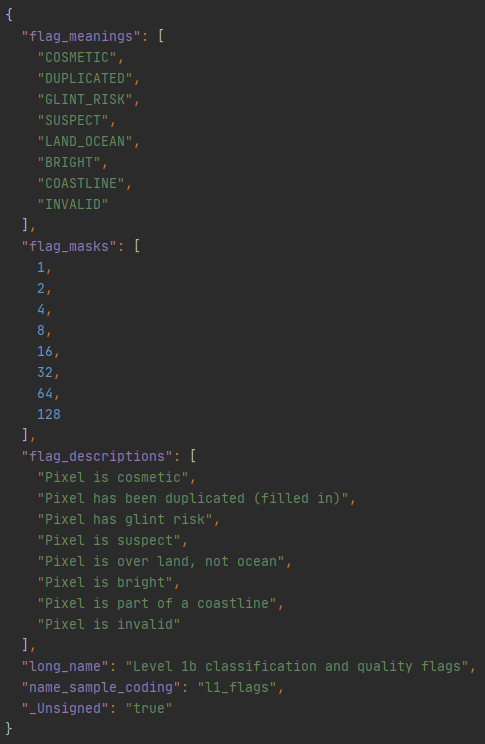 {
  "flag_meanings": [
    "COSMETIC",
    "DUPLICATED",
    "GLINT_RISK",
    "SUSPECT",
    "LAND_OCEAN",
    "BRIGHT",
    "COASTLINE",
    "INVALID"
  ],
  "flag_masks": [
    1,
    2,
    4,
    8,
    16,
    32,
    64,
    128
  ],
  "flag_descriptions": [
    "Pixel is cosmetic",
    "Pixel has been duplicated (filled in)",
    "Pixel has glint risk",
    "Pixel is suspect",
    "Pixel is over land, not ocean",
    "Pixel is bright",
    "Pixel is part of a coastline",
    "Pixel is invalid"
  ],
  "long_name": "Level 1b classification and quality flags",
  "name_sample_coding": "l1_flags",
  "_Unsigned": "true"
}